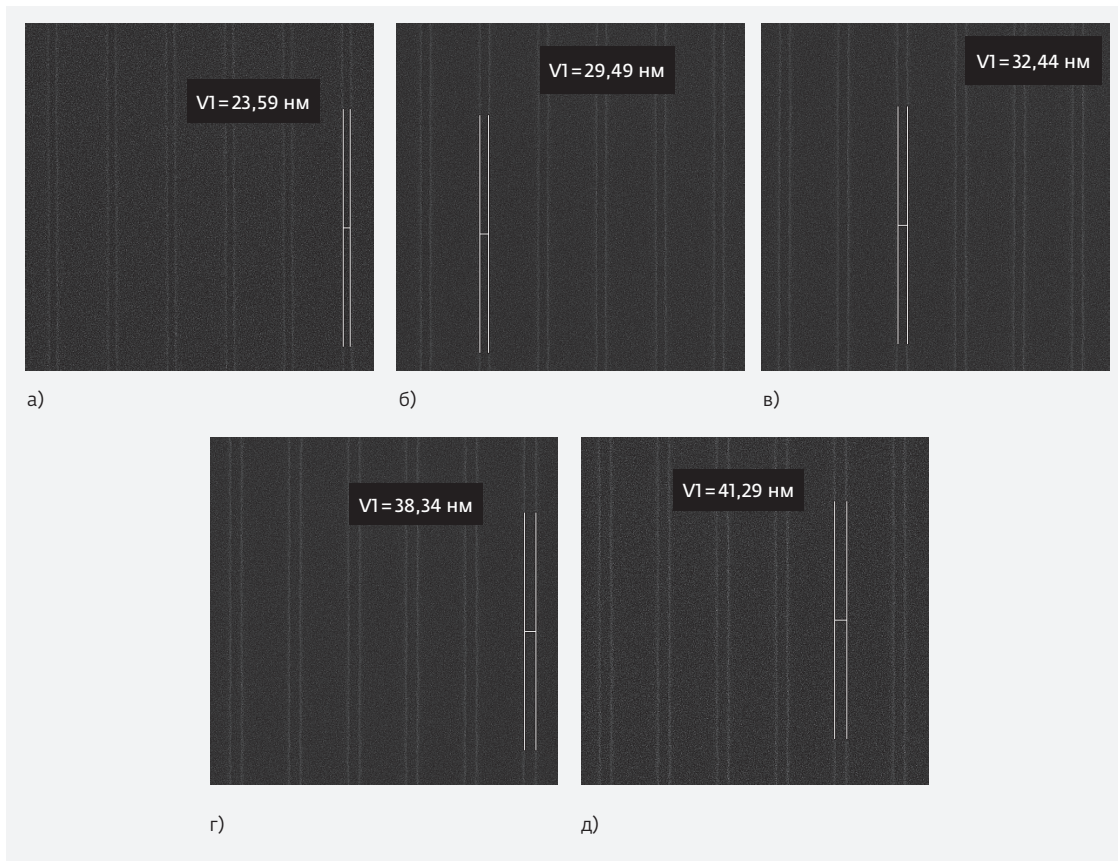 V1=23,59 нм
V1=29,49 нм
V1=32,44 нм
а)
б)
в)
V1=38,34 нм
V1=41,29 нм
г)
д)